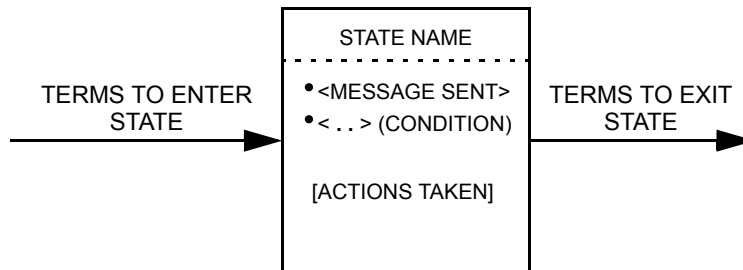 STATE NAME
TERMS TO ENTER
STATE
•<MESSAGE SENT>
•< . . > (CONDITION)
[ACTIONS TAKEN]
TERMS TO EXIT
STATE